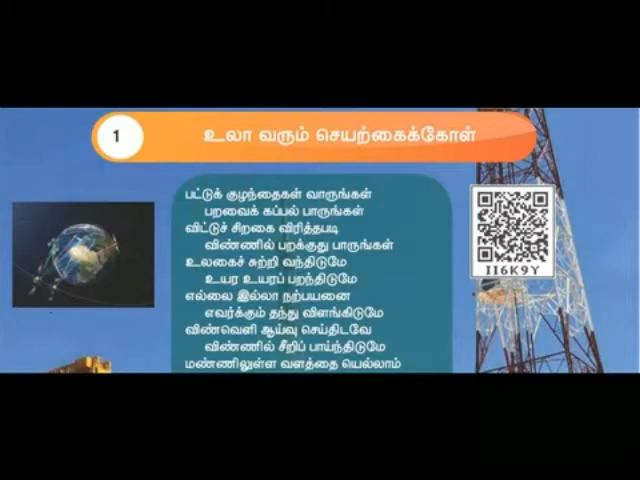 1
உலா வரும் செயற்கைக்கோள்
பட்டுக் குழந்தைகள் வாருங்கள்
பறவைக் கப்பல் பாருங்கள்
விட்டுச் சிறகை விரித்தபடி
விண்ணில் பறக்குது பாருங்கள்
உலகைச் சுற்றி வந்திடுமே
உயர உயரப் பறந்திடுமே
எல்லை இல்லா நற்பயனை
எவர்க்கும் தந்து விளங்கிடுமே
விண்வெளி ஆய்வு செய்திடவே
விண்ணில் சீறிப் பாய்ந்திடுமே
மண்ணிலுள்ள வளத்தை யெல்லாம்
II6K9Y